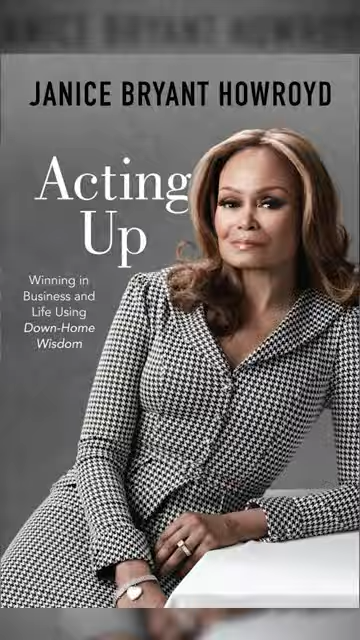 JANICE BRYANT HOWROYD
Acting
Up
Winning in
Business and
Life Using
Down-Home
Wisdom